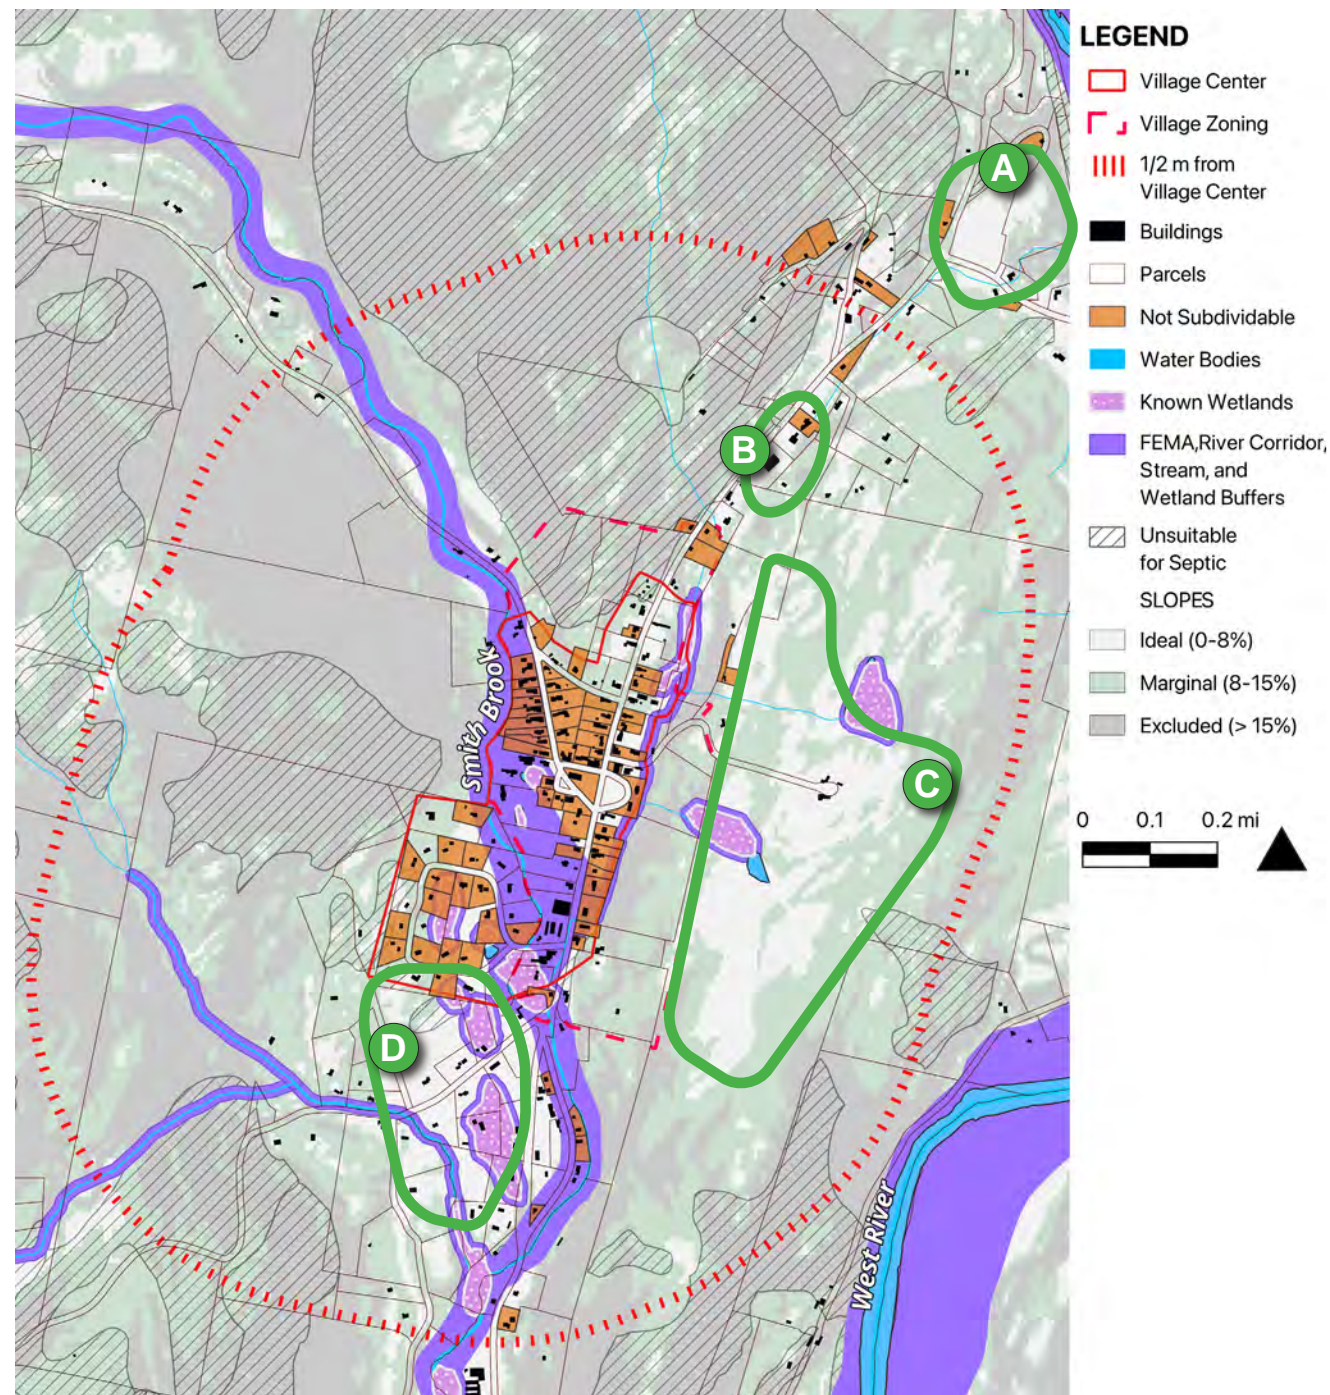 LEGEND
Village Center
Village Zoning
1/2 m from
Village Center
Buildings
Parcels
Not Subdividable
Water Bodies
Known Wetlands
FEMA,River Corridor,
Stream, and
Wetland Buffers
Unsuitable
for Septic
SLOPES
Ideal (0-8%)
Marginal (8-15%)
Excluded (> 15%)
0 0.1 0.2 mi
A
B
Smith Brook
C
D
West River